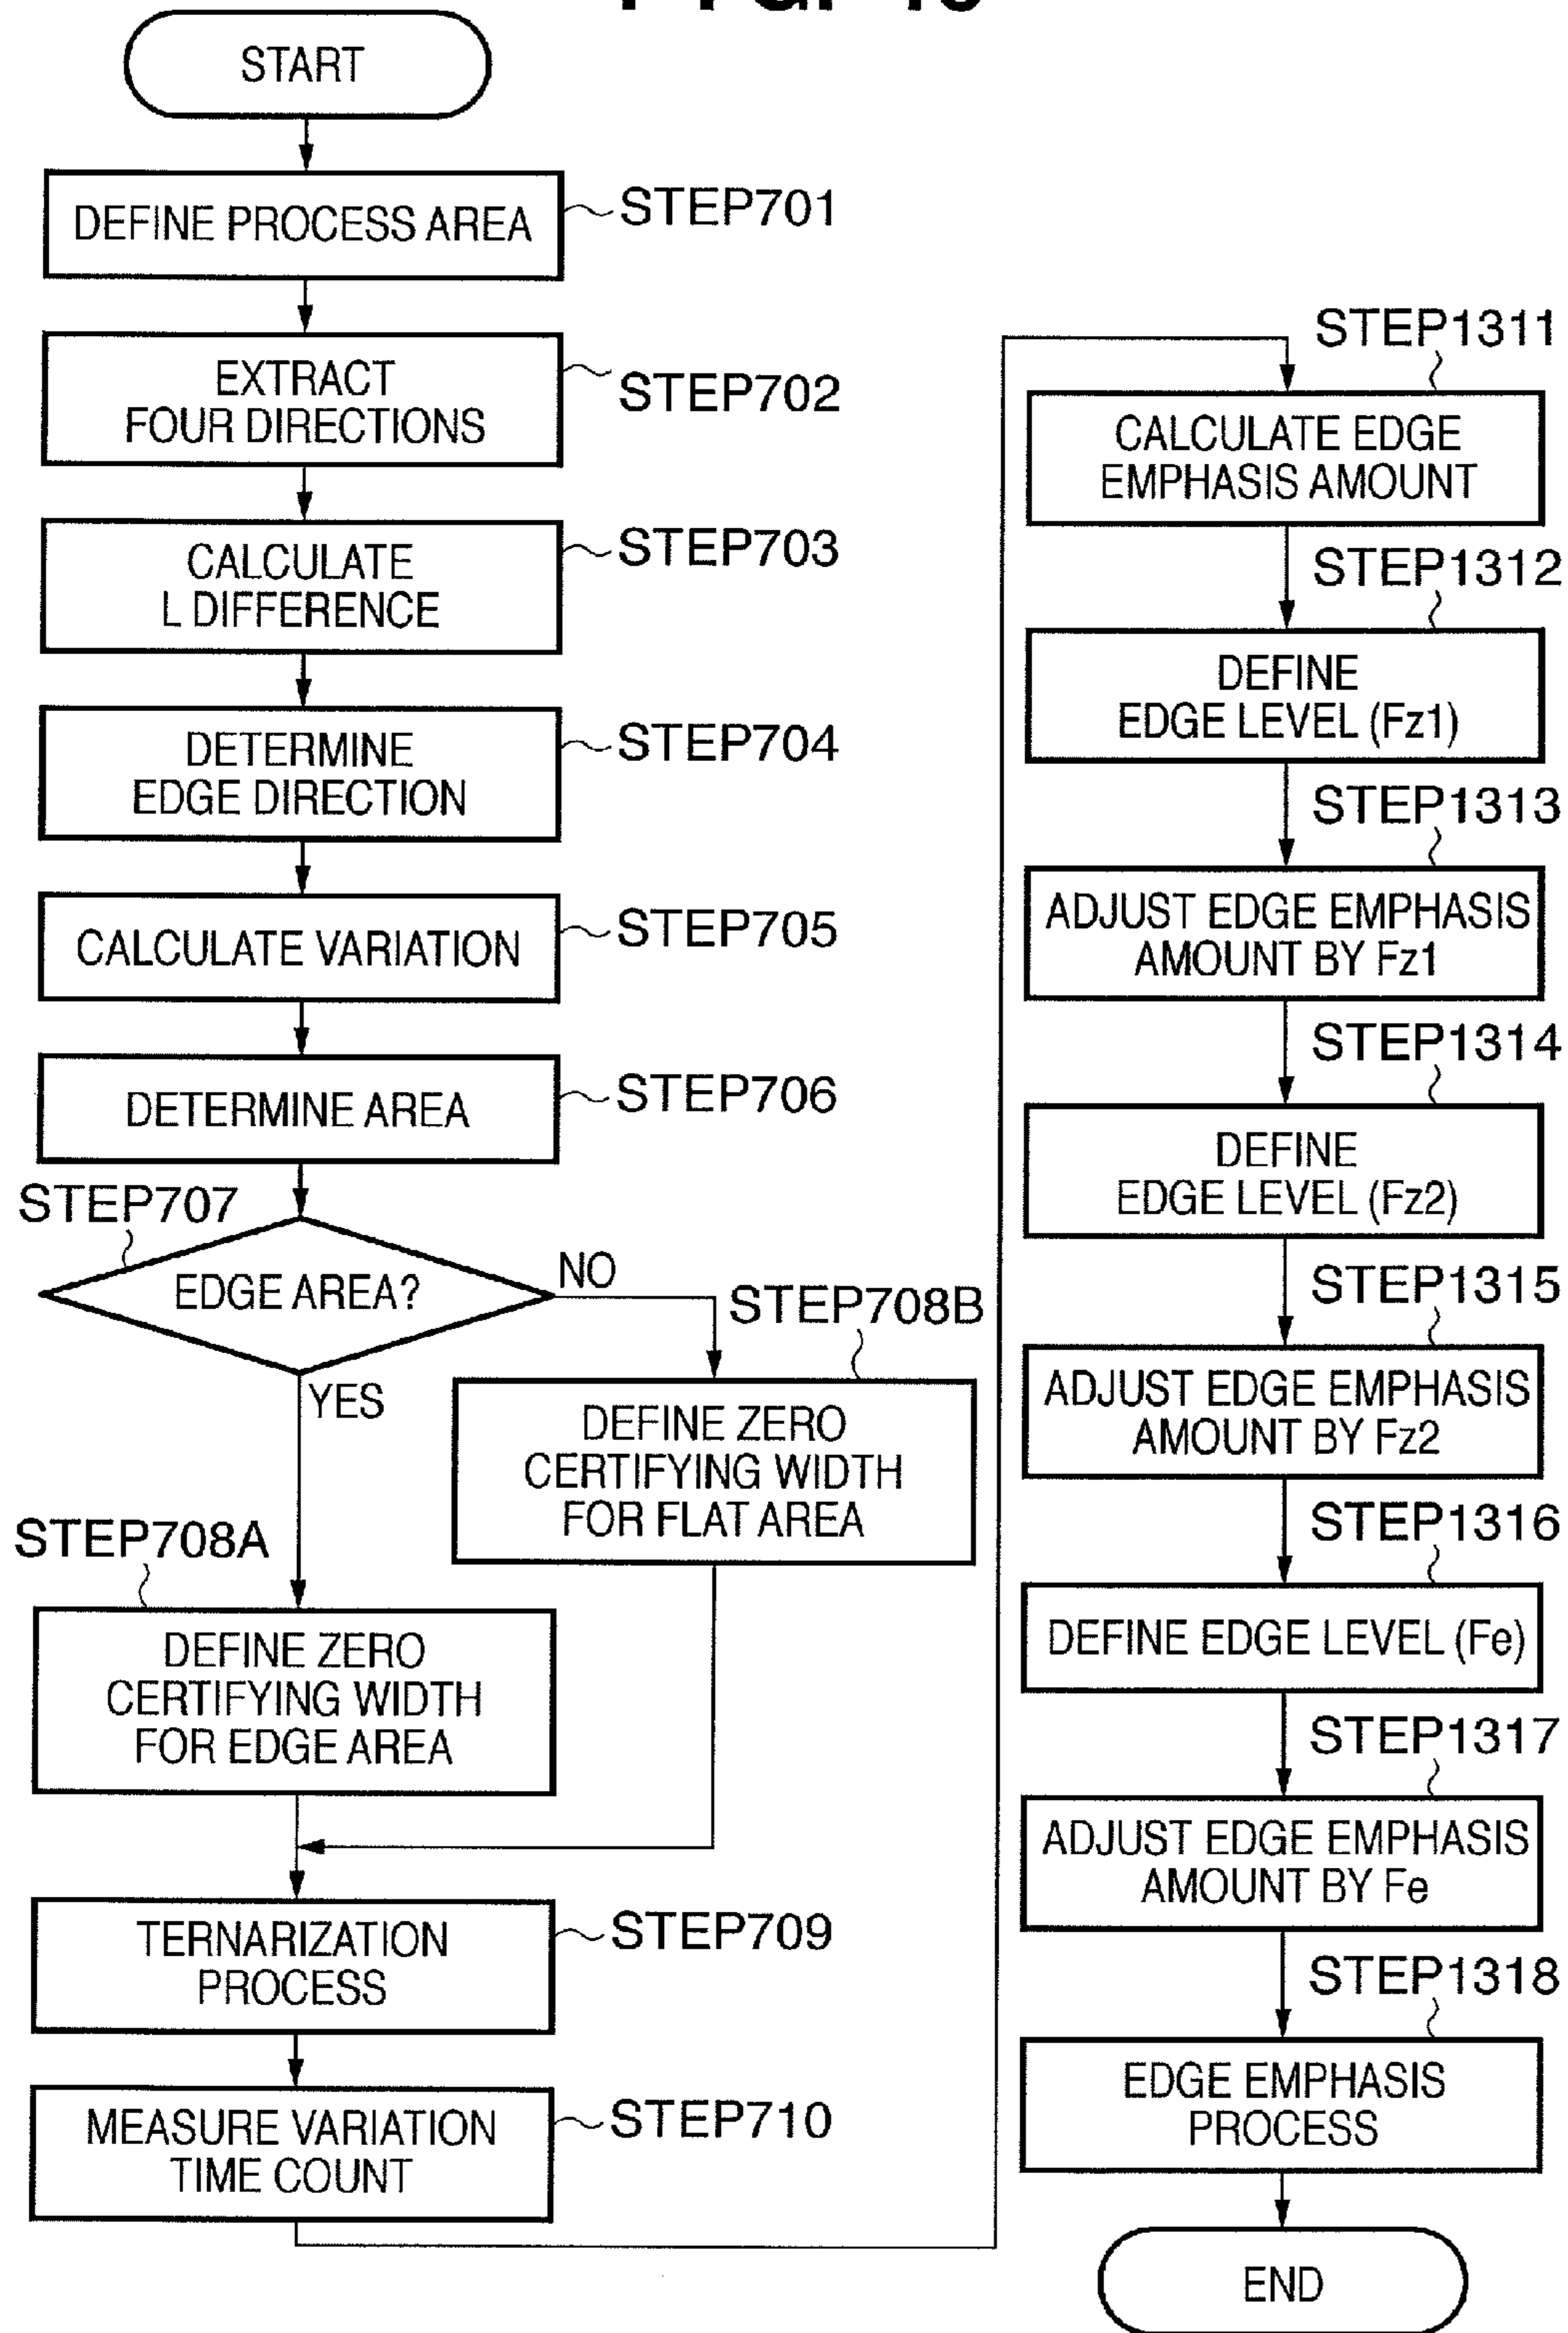 START
DEFINE PROCESS AREA
STEP701
EXTRACT
FOUR DIRECTIONS
STEP702
CALCULATE
L DIFFERENCE
STEP703
DETERMINE
EDGE DIRECTION
STEP704
CALCULATE VARIATION
STEP705
DETERMINE AREA
STEP706
STEP707
EDGE AREA?
NO
YES
STEP708B
DEFINE ZERO
CERTIFYING WIDTH
FOR FLAT AREA
STEP708A
DEFINE ZERO
CERTIFYING WIDTH
FOR EDGE AREA
TERNARIZATION
PROCESS
STEP709
MEASURE VARIATION
TIME COUNT
STEP710
STEP1311
CALCULATE EDGE
EMPHASIS AMOUNT
STEP1312
DEFINE
EDGE LEVEL (Fz1)
STEP1313
ADJUST EDGE EMPHASIS
AMOUNT BY Fz1
STEP1314
DEFINE
EDGE LEVEL (Fz2)
STEP1315
ADJUST EDGE EMPHASIS
AMOUNT BY Fz2
STEP1316
DEFINE EDGE LEVEL (Fe)
STEP1317
ADJUST EDGE EMPHASIS
AMOUNT BY Fe
STEP1318
EDGE EMPHASIS
PROCESS
END